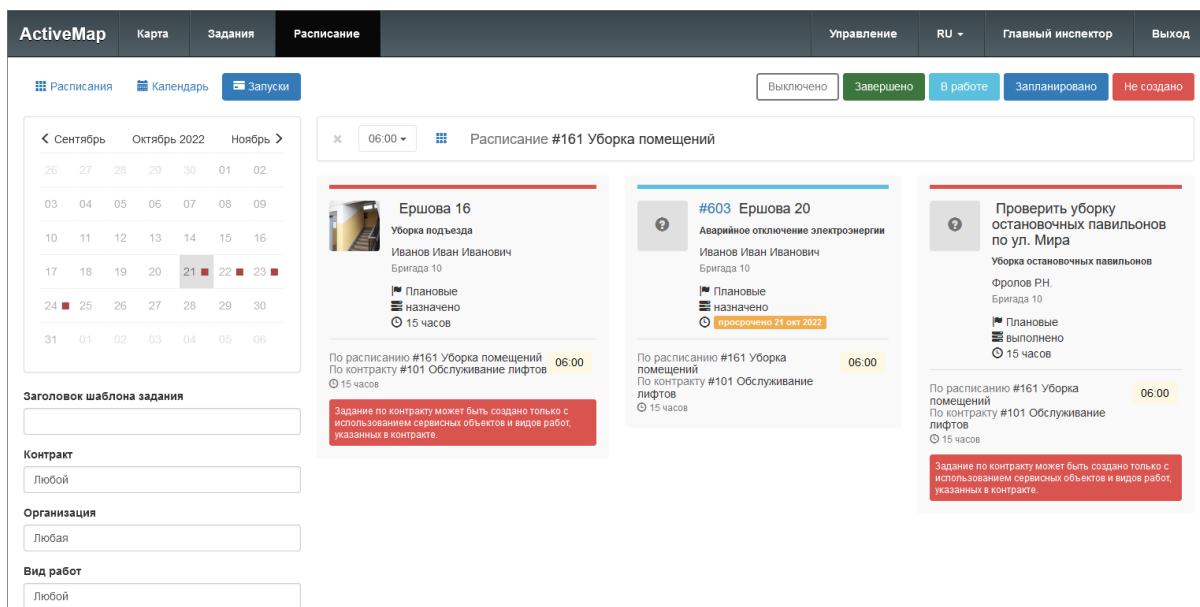 ActiveMap Карта Задания Расписание Управление RU Главный инспектор Выход
Расписания Календарь Запуски Выключено Завершено В работе Запланировано Не создано
Сентябрь Октябрь 2022 Ноябрь
26 27 28 29 30 01 02
03 04 05 06 07 08 09
10 11 12 13 14 15 16
17 18 19 20 21 22 23
24 25 26 27 28 29 30
31 01 02 03 04 05 06
Заголовок шаблона задания
Контракт
Любой
Организация
Любая
Вид работ
Любой
× 06:00 Расписание #161 Уборка помещений
Ершова 16
Уборка подъезда
Иванов Иван Иванович
Бригада 10
Плановые
назначено
15 часов
По расписанию #161 Уборка помещений 06:00
По контракту #101 Обслуживание лифтов
15 часов
Задание по контракту может быть создано только с
использованием сервисных объектов и видов работ,
указанных в контракте.
? #603 Ершова 20
Аварийное отключение электроэнергии
Иванов Иван Иванович
Бригада 10
Плановые
назначено
просрочено 21 окт 2022
По расписанию #161 Уборка 06:00
помещений
По контракту #101 Обслуживание
лифтов
15 часов
? Проверить уборку
остановочных павильонов
по ул. Мира
Уборка остановочных павильонов
Фролов Р.Н.
Бригада 10
Плановые
выполнено
15 часов
По расписанию #161 Уборка 06:00
помещений
По контракту #101 Обслуживание
лифтов
15 часов
Задание по контракту может быть создано только с
использованием сервисных объектов и видов работ,
указанных в контракте.